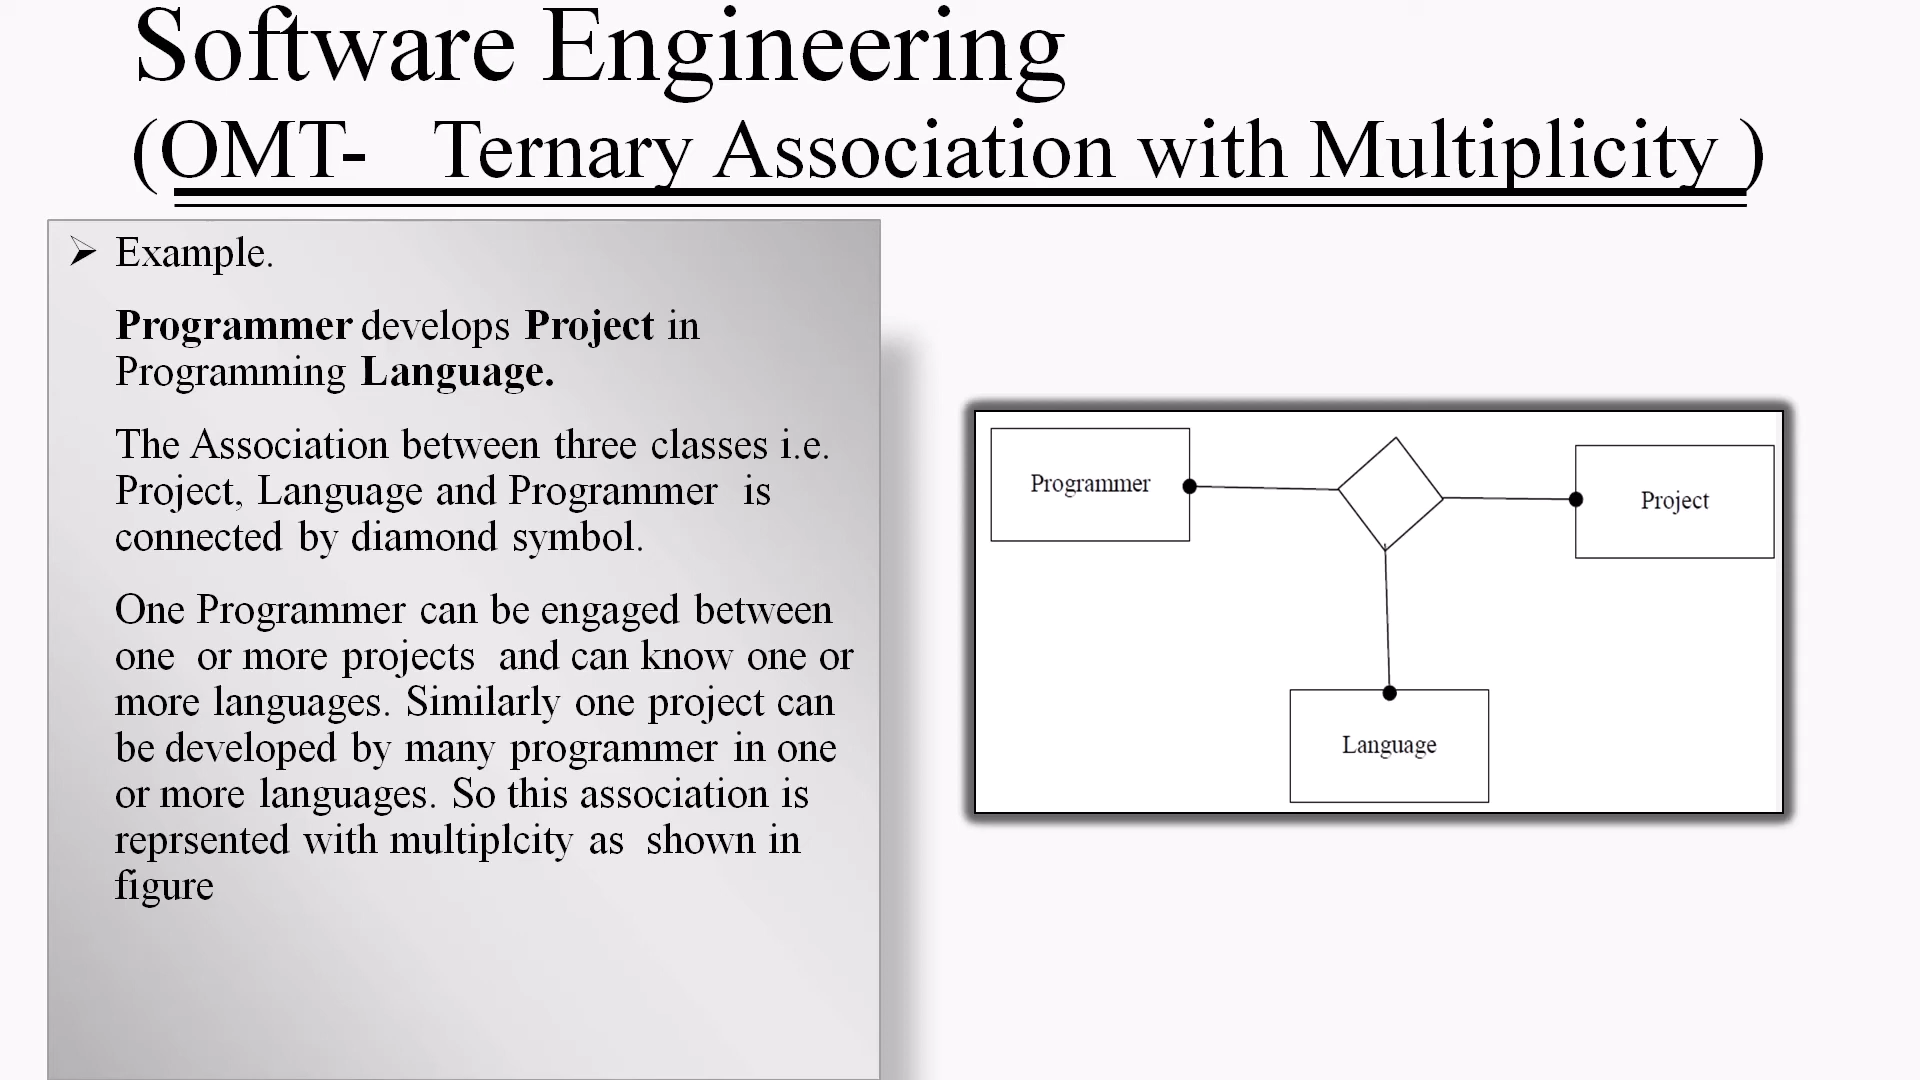 Software Engineering
(OMT- Ternary Association with Multiplicity )
Example.
Programmer develops Project in
Programming Language.
The Association between three classes i.e.
Project, Language and Programmer is
connected by diamond symbol.
One Programmer can be engaged between
one or more projects and can know one or
more languages. Similarly one project can
be developed by many programmer in one
or more languages. So this association is
reprsented with multiplcity as shown in
figure
Programmer
Project
Language